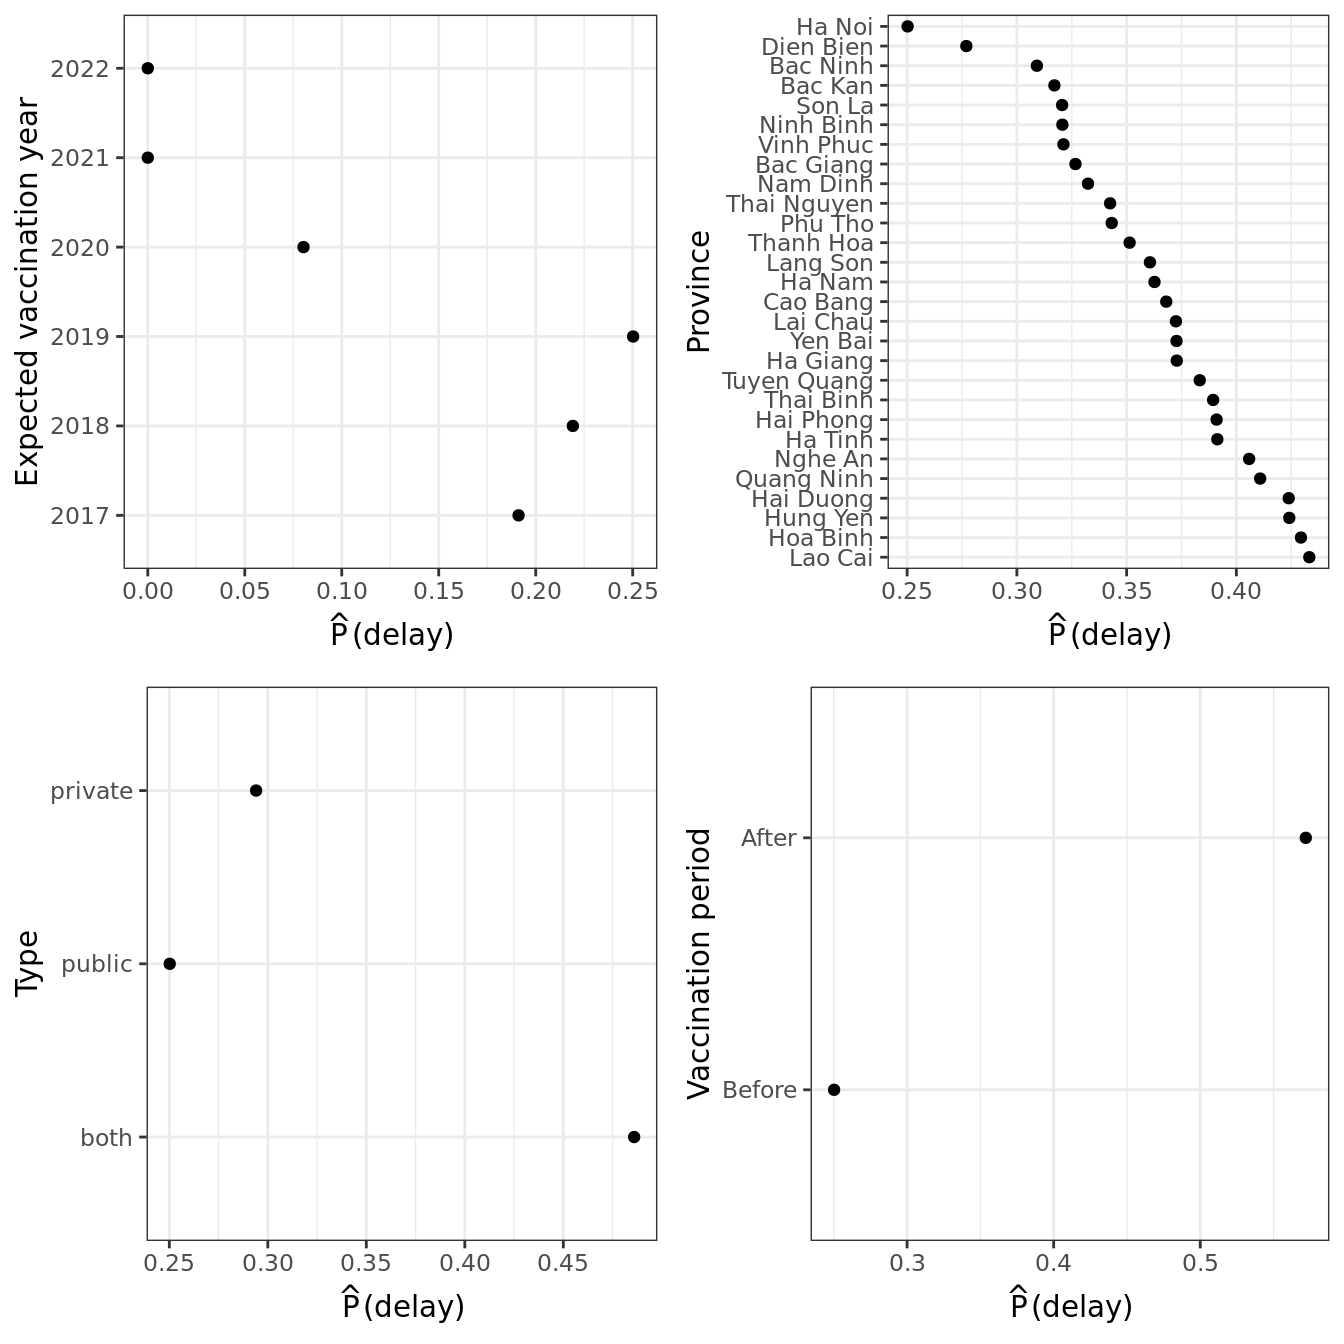 Expected vaccination year
2022
2021
2020
2019
2018
2017
0.00 0.05 0.10 0.15 0.20 0.25
P̂(delay)
Province
Ha Noi
Dien Bien
Bac Ninh
Bac Kan
Son La
Ninh Binh
Vinh Phuc
Bac Giang
Nam Dinh
Thai Nguyen
Phu Tho
Thanh Hoa
Lang Son
Ha Nam
Cao Bang
Lai Chau
Yen Bai
Ha Giang
Tuyen Quang
Thai Binh
Hai Phong
Ha Tinh
Nghe An
Quang Ninh
Hai Duong
Hung Yen
Hoa Binh
Lao Cai
0.25 0.30 0.35 0.40
P̂(delay)
Type
private
public
both
0.25 0.30 0.35 0.40 0.45
P̂(delay)
Vaccination period
After
Before
0.3 0.4 0.5
P̂(delay)